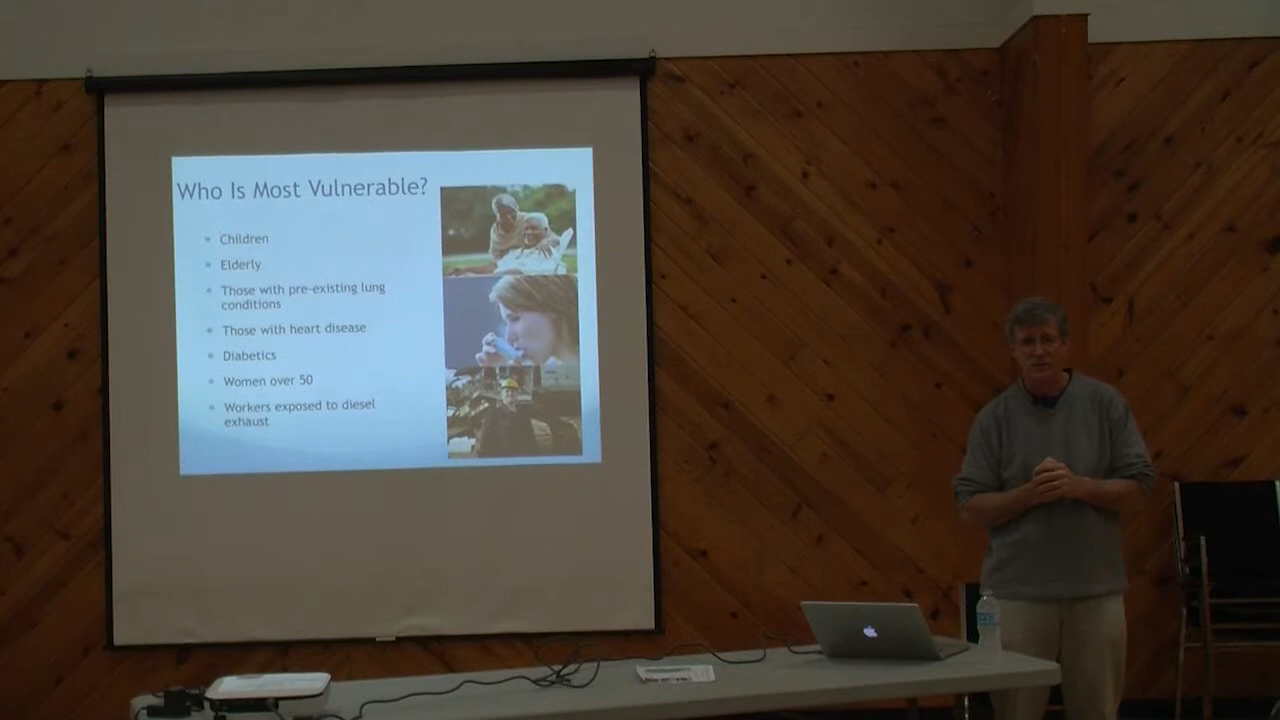 Who Is Most Vulnerable?
Children
Elderly
Those with pre-existing lung
conditions
Those with heart disease
Diabetics
Women over 50
Workers exposed to diesel
exhaust